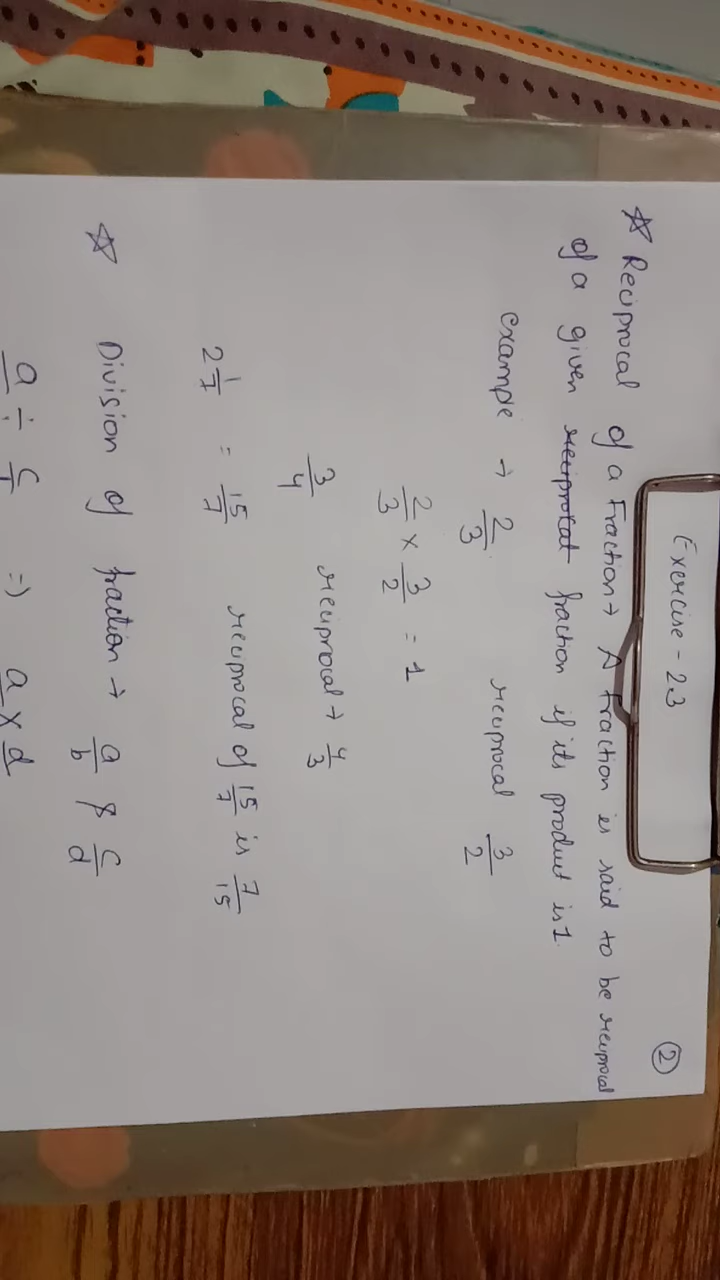 Exercise - 23
②
☆ Reciprocal of a Fraction → A fraction is said to be reciprocal
of a given reciprocal fraction if its product is 1.
example → 2/3 reciprocal 3/2
2/3 × 3/2 = 1
3/4 reciprocal → 4/3
2 1/7 = 15/7 reciprocal of 15/7 is 7/15
☆ Division of fraction → a/b & c/d
a ÷ c ⇒ a × d